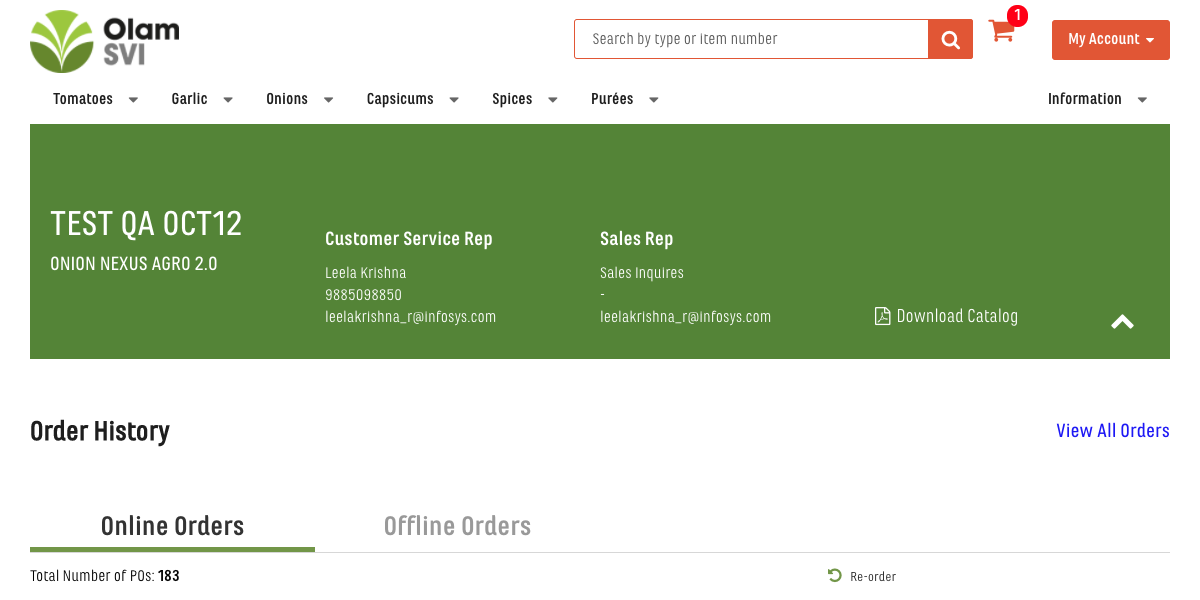 Olam
SVI
Search by type or item number
1
My Account
Tomatoes Garlic Onions Capsicums Spices Purées Information
TEST QA OCT12
ONION NEXUS AGRO 2.0
Customer Service Rep
Leela Krishna
9885098850
leelakrishna_r@infosys.com
Sales Rep
Sales Inquires
-
leelakrishna_r@infosys.com
Download Catalog
Order History
View All Orders
Online Orders Offline Orders
Total Number of POs: 183
Re-order